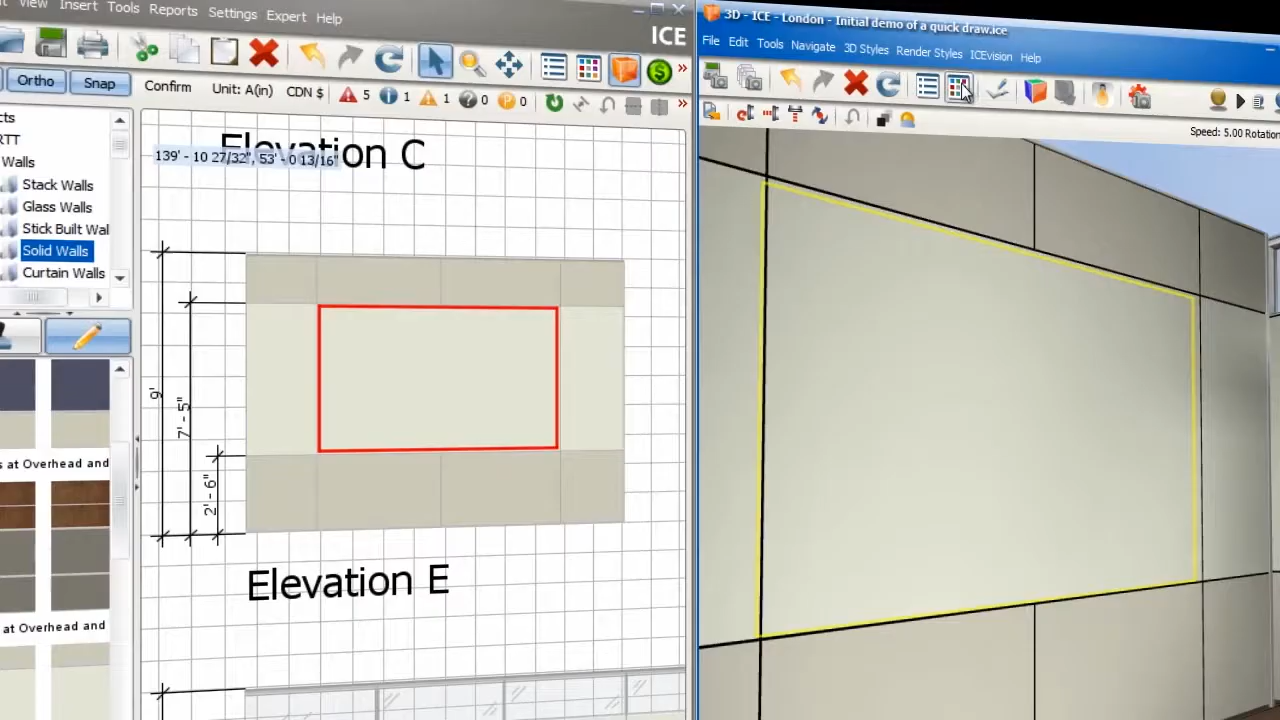 View Insert Tools Reports Settings Expert Help
ICE
Ortho Snap Confirm Unit: A(in) CDN $ 5 1 1 0 0
Walls
Stack Walls
Glass Walls
Stick Built Wal
Solid Walls
Curtain Walls
s at Overhead and
at Overhead and
Elevation C
139' - 10 27/32", 53' - 0 13/16"
9'
7' - 5"
2' - 6"
Elevation E
3D - ICE - London - Initial demo of a quick draw.ice
File Edit Tools Navigate 3D Styles Render Styles ICEvision Help
Speed: 5.00 Rotation